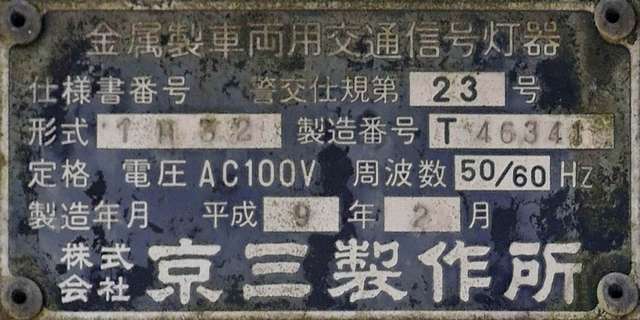 金属製車両用交通信号灯器
仕様書番号 警交仕規第 23 号
形式 1H32 製造番号 T 46341
定格 電圧 AC100V 周波数 50/60 Hz
製造年月 平成 9 年 2 月
株式会社 京三製作所